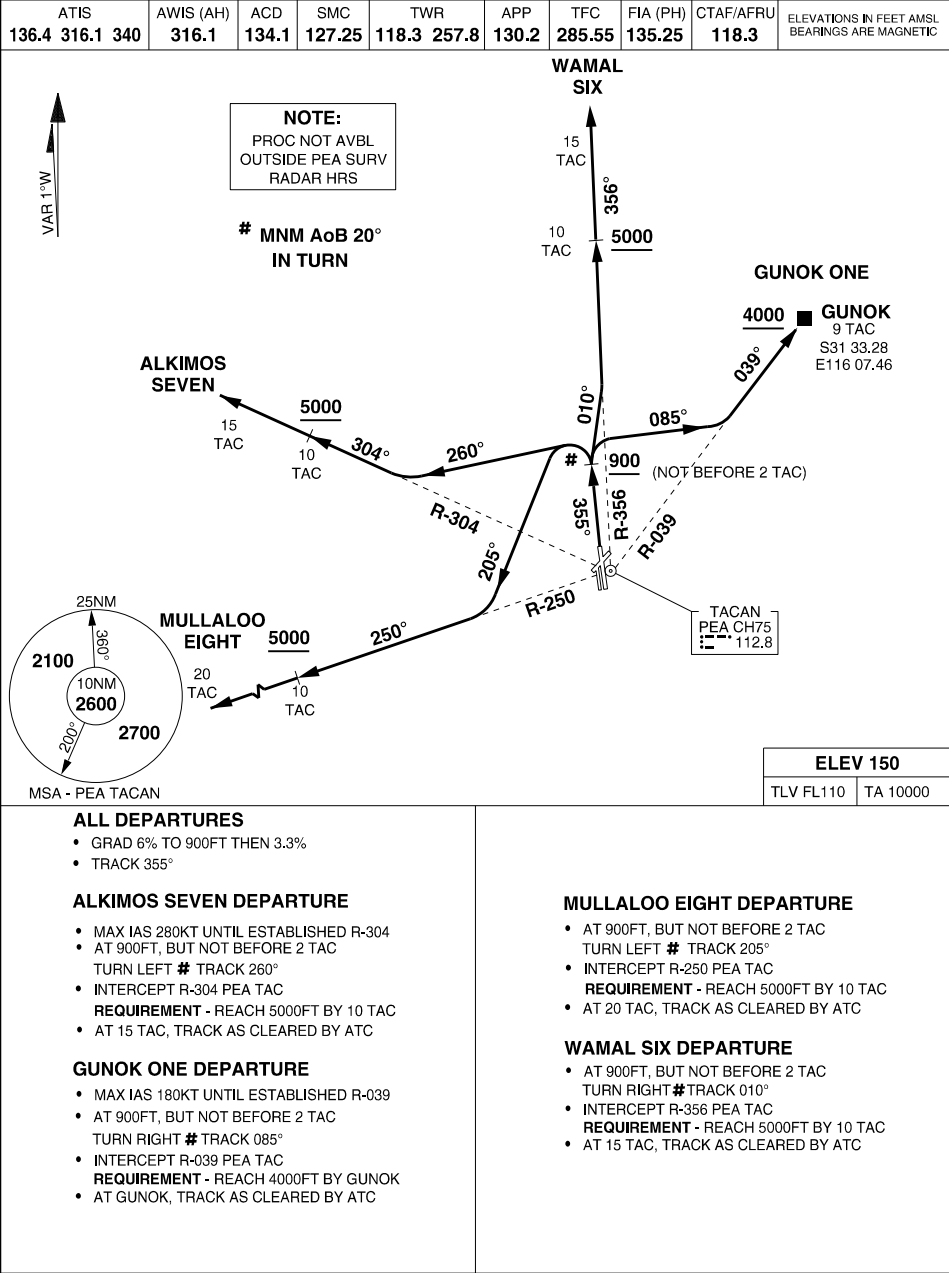 ATIS
136.4 316.1 340
AWIS (AH)
316.1
ACD
134.1
SMC
127.25
TWR
118.3 257.8
APP
130.2
TFC
285.55
FIA (PH)
135.25
CTAF/AFRU
118.3
ELEVATIONS IN FEET AMSL
BEARINGS ARE MAGNETIC
VAR 1°W
NOTE:
PROC NOT AVBL
OUTSIDE PEA SURV
RADAR HRS
# MNM AoB 20°
IN TURN
WAMAL
SIX
15
TAC
356°
10
TAC
5000
GUNOK ONE
4000
GUNOK
9 TAC
S31 33.28
E116 07.46
039°
ALKIMOS
SEVEN
15
TAC
5000
10
TAC
304°
260°
010°
085°
#
900
(NOT BEFORE 2 TAC)
R-304
355°
R-356
R-039
205°
R-250
TACAN
PEA CH75
112.8
MULLALOO
EIGHT
5000
250°
20
TAC
10
TAC
25NM
360°
2100
10NM
2600
2700
200°
MSA - PEA TACAN
ELEV 150
TLV FL110
TA 10000
ALL DEPARTURES
• GRAD 6% TO 900FT THEN 3.3%
• TRACK 355°
ALKIMOS SEVEN DEPARTURE
• MAX IAS 280KT UNTIL ESTABLISHED R-304
• AT 900FT, BUT NOT BEFORE 2 TAC
TURN LEFT # TRACK 260°
• INTERCEPT R-304 PEA TAC
REQUIREMENT - REACH 5000FT BY 10 TAC
• AT 15 TAC, TRACK AS CLEARED BY ATC
GUNOK ONE DEPARTURE
• MAX IAS 180KT UNTIL ESTABLISHED R-039
• AT 900FT, BUT NOT BEFORE 2 TAC
TURN RIGHT # TRACK 085°
• INTERCEPT R-039 PEA TAC
REQUIREMENT - REACH 4000FT BY GUNOK
• AT GUNOK, TRACK AS CLEARED BY ATC
MULLALOO EIGHT DEPARTURE
• AT 900FT, BUT NOT BEFORE 2 TAC
TURN LEFT # TRACK 205°
• INTERCEPT R-250 PEA TAC
REQUIREMENT - REACH 5000FT BY 10 TAC
• AT 20 TAC, TRACK AS CLEARED BY ATC
WAMAL SIX DEPARTURE
• AT 900FT, BUT NOT BEFORE 2 TAC
TURN RIGHT # TRACK 010°
• INTERCEPT R-356 PEA TAC
REQUIREMENT - REACH 5000FT BY 10 TAC
• AT 15 TAC, TRACK AS CLEARED BY ATC